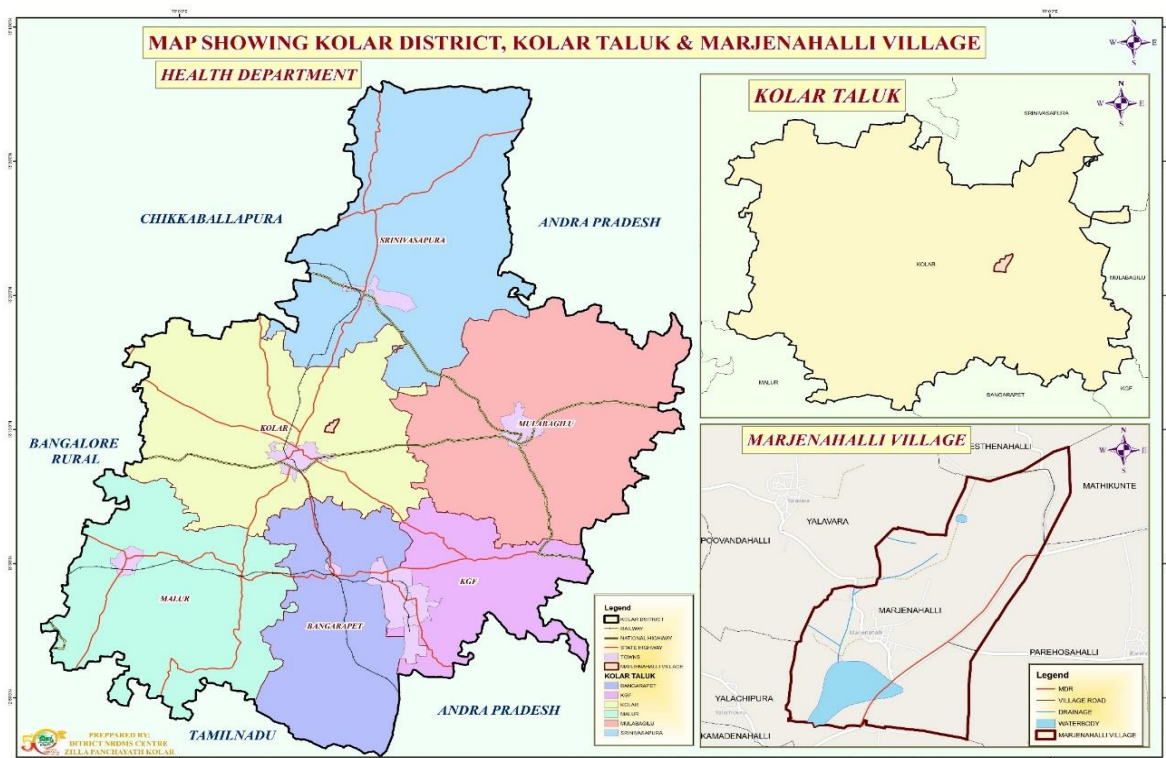 MAP SHOWING KOLAR DISTRICT, KOLAR TALUK & MARJENAHALLI VILLAGE
HEALTH DEPARTMENT
CHIKKABALLAPURA
ANDRA PRADESH
SRINIVASAPURA
BANGALORE
RURAL
KOLAR
MULABAGILU
MALUR
BANGARAPET
KGF
ANDRA PRADESH
TAMILNADU
PREPPARED BY:
DITRICT NRDMS CENTRE
ZILLA PANCHAYATH KOLAR
Legend
KOLAR DISTRICT
RAILWAY
NATIONAL HIGHWAY
STATE HIGHWAY
TOWNS
MARJENAHALLI VILLAGE
KOLAR TALUK
BANGARAPET
KGF
KOLAR
MALUR
MULABAGILU
SRINIVASAPURA
N
W E
S
KOLAR TALUK
N
W E
S
SRINIVASAPURA
KOLAR
MULABAGILU
MALUR
BANGARAPET
KGF
MARJENAHALLI VILLAGE
N
W E
S
ESTHENAHALLI
MATHIKUNTE
YALAVARA
POOVANDAHALLI
MARJENAHALLI
PAREHOSAHALLI
YALACHIPURA
KAMADENAHALLI
Legend
MDR
VILLAGE ROAD
DRAINAGE
WATERBODY
MARJENAHALLI VILLAGE